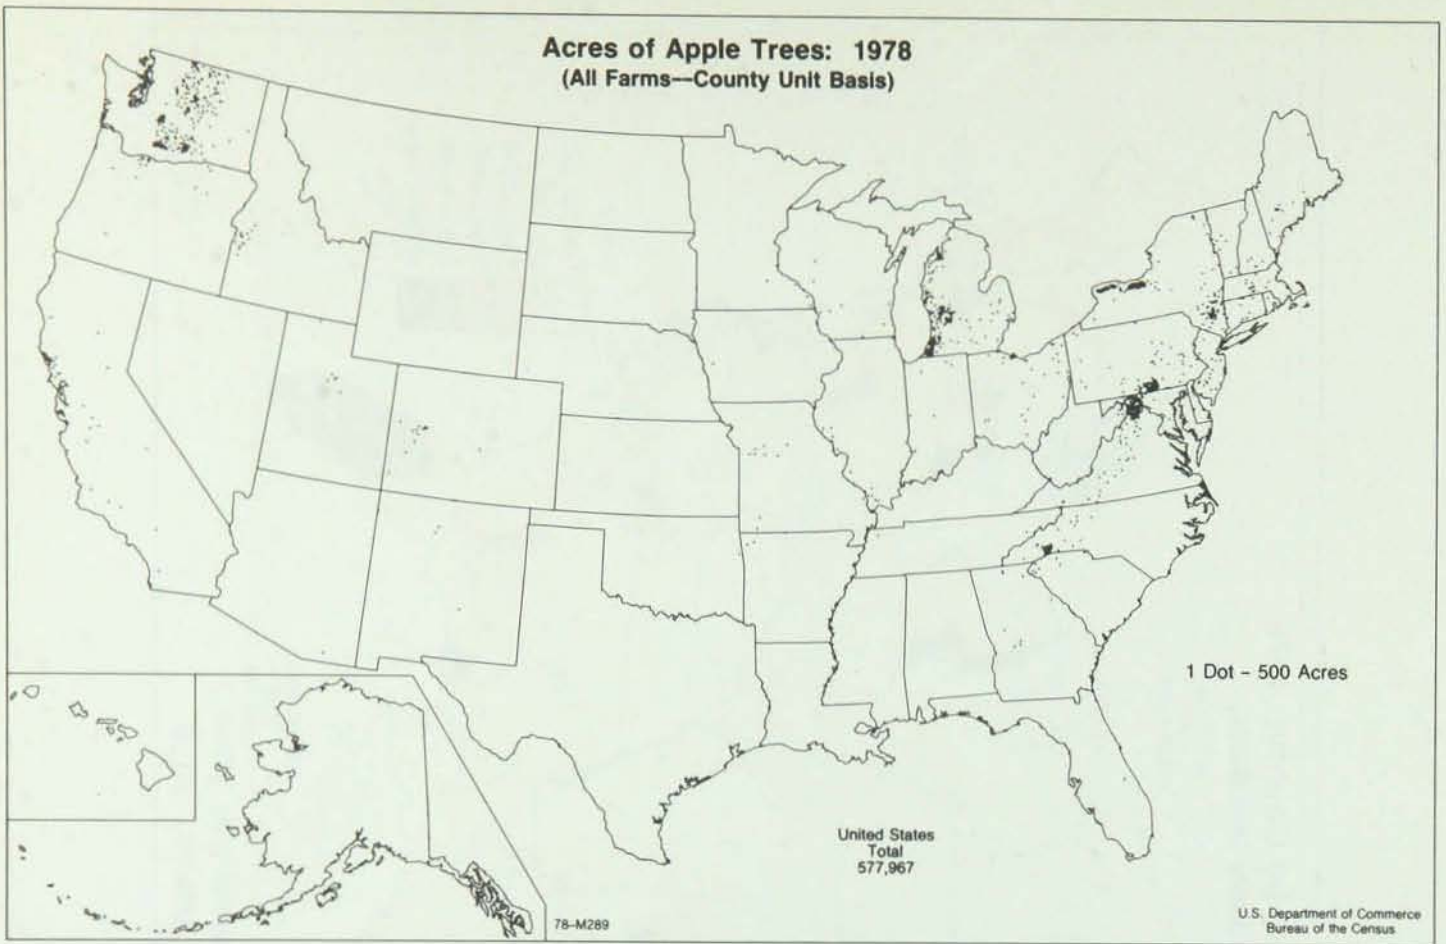 Acres of Apple Trees: 1978
(All Farms—County Unit Basis)
1 Dot – 500 Acres
United States
Total
577,967
78–M289
U.S. Department of Commerce
Bureau of the Census